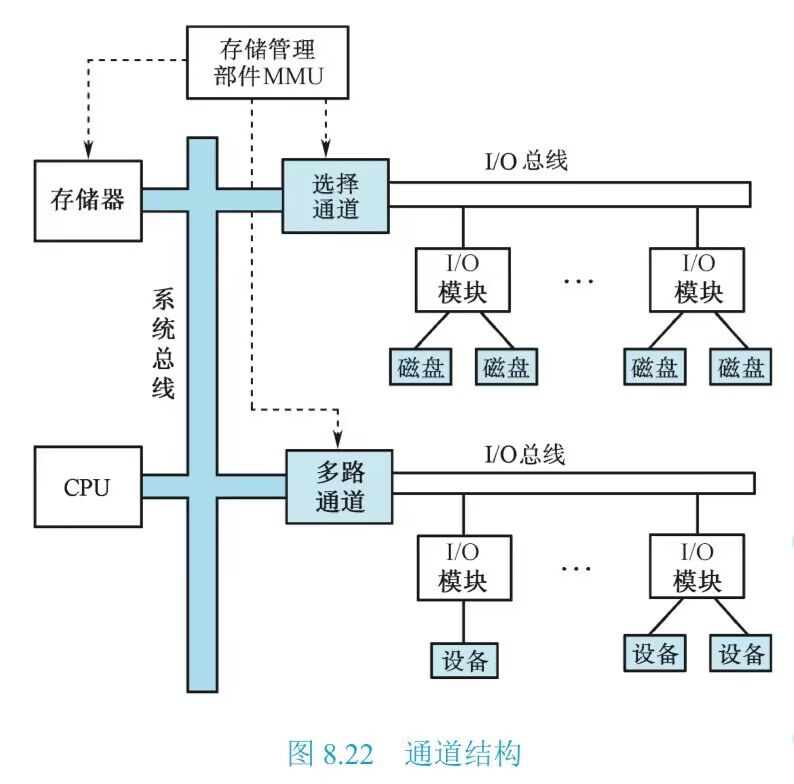 存储管理
部件MMU
存储器
选择
通道
I/O 总线
I/O
模块
…
I/O
模块
磁盘
磁盘
磁盘
磁盘
系统总线
CPU
多路
通道
I/O 总线
I/O
模块
…
I/O
模块
设备
设备
设备
图 8.22 通道结构